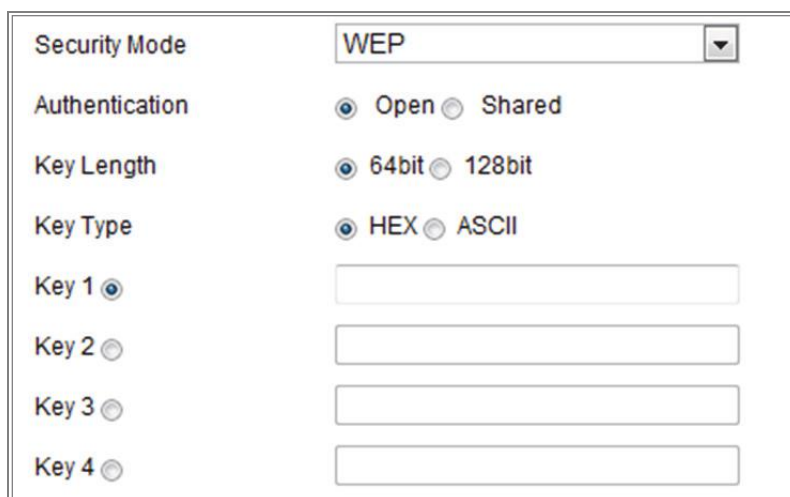 Security Mode WEP
Authentication Open Shared
Key Length 64bit 128bit
Key Type HEX ASCII
Key 1
Key 2
Key 3
Key 4